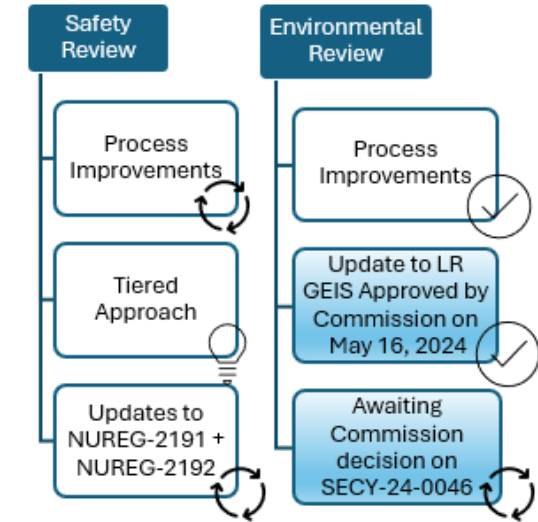 Safety
Review
Process
Improvements
Tiered
Approach
Updates to
NUREG-2191 +
NUREG-2192
Environmental
Review
Process
Improvements
Update to LR
GEIS Approved by
Commission on
May 16, 2024
Awaiting
Commission
decision on
SECY-24-0046